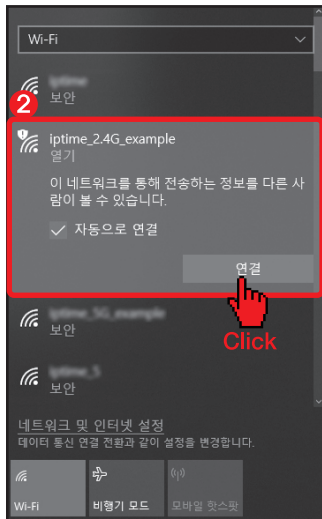 Wi-Fi
보안
2
iptime_2.4G_example
열기
이 네트워크를 통해 전송하는 정보를 다른 사
람이 볼 수 있습니다.
자동으로 연결
연결
Click
보안
보안
네트워크 및 인터넷 설정
데이터 통신 연결 전환과 같이 설정을 변경합니다.
Wi-Fi
비행기 모드
모바일 핫스팟